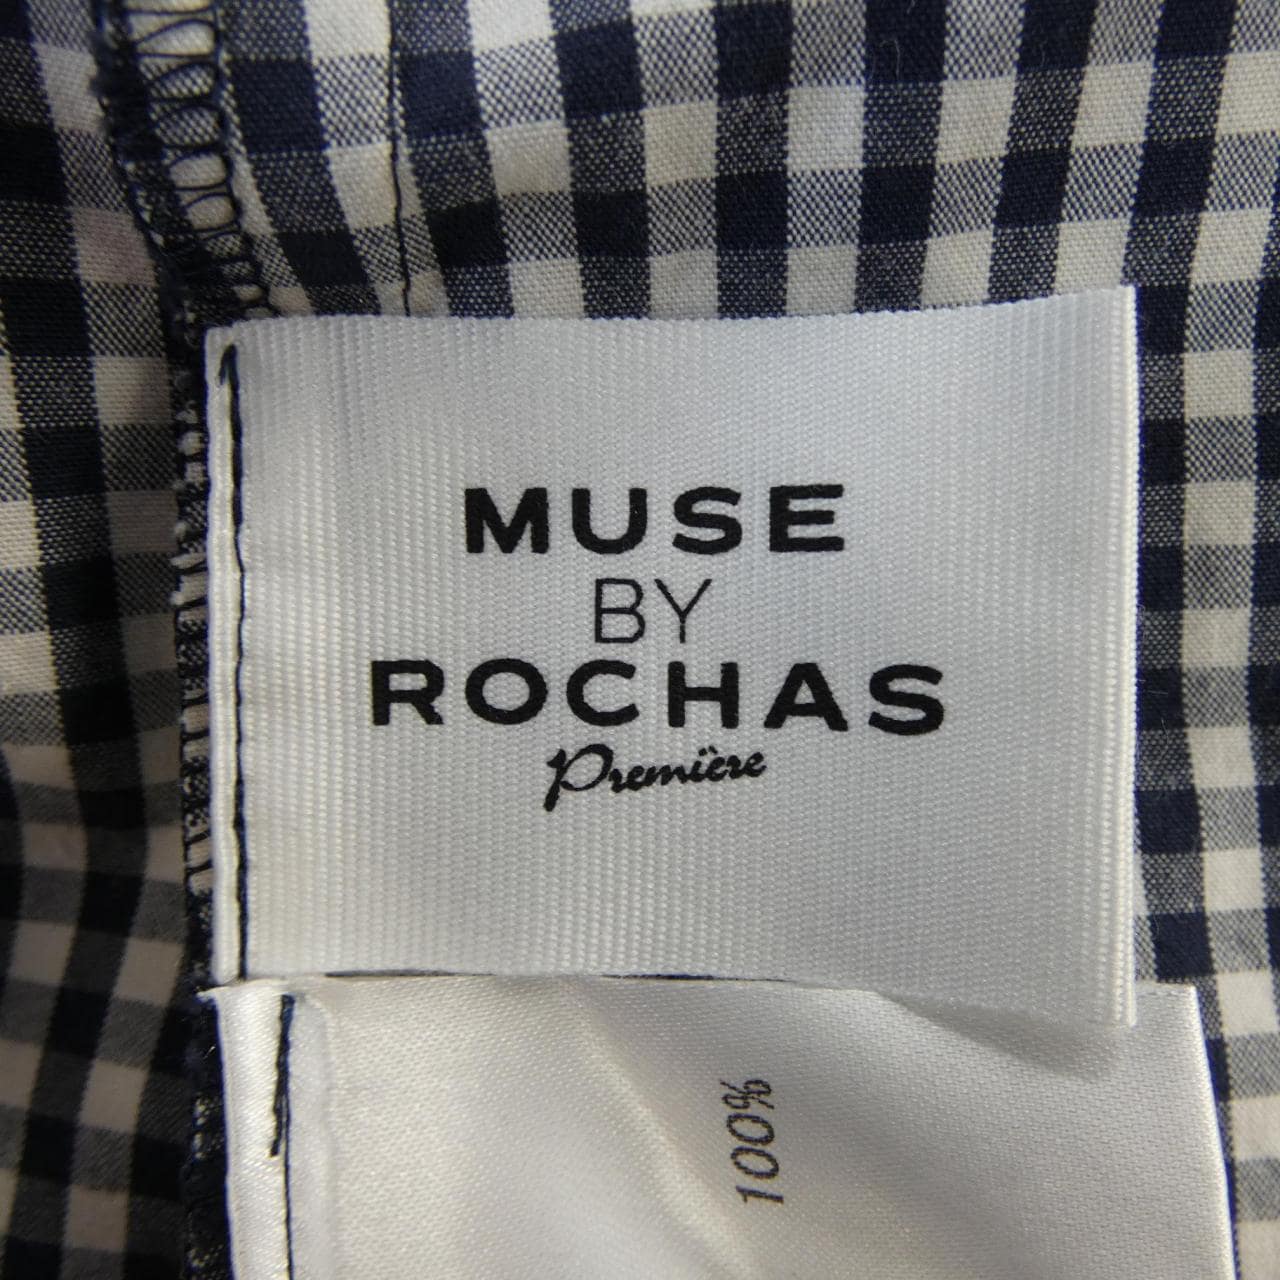 MUSE
BY
ROCHAS
Première
100%